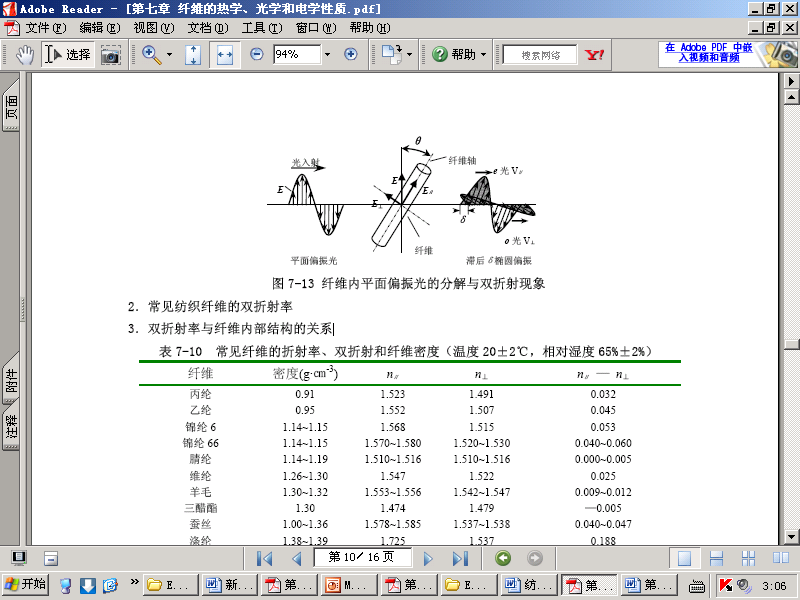 Adobe Reader - [第七章 纤维的热学、光学和电学性质.pdf]
文件(F) 编辑(E) 视图(V) 文档(D) 工具(T) 窗口(W) 帮助(H)
选择 94% 帮助 搜索网络 Y!
在 Adobe PDF 中嵌
入视频和音频
页面
附件
注释
θ
光入射
纤维轴
e 光 V∥
E
E
E∥
E⊥
δ
o 光 V⊥
纤维
平面偏振光
滞后 δ 椭圆偏振
图 7-13 纤维内平面偏振光的分解与双折射现象
2. 常见纺织纤维的双折射率
3. 双折射率与纤维内部结构的关系
表 7-10 常见纤维的折射率、双折射和纤维密度（温度 20±2℃，相对湿度 65%±2%）
纤维 密度(g·cm-3) n∥ n⊥ n∥ — n⊥
丙纶 0.91 1.523 1.491 0.032
乙纶 0.95 1.552 1.507 0.045
锦纶 6 1.14~1.15 1.568 1.515 0.053
锦纶 66 1.14~1.15 1.570~1.580 1.520~1.530 0.040~0.060
腈纶 1.14~1.19 1.510~1.516 1.510~1.516 0.000~0.005
维纶 1.26~1.30 1.547 1.522 0.025
羊毛 1.30~1.32 1.553~1.556 1.542~1.547 0.009~0.012
三醋酯 1.30 1.474 1.479 —0.005
蚕丝 1.00~1.36 1.578~1.585 1.537~1.538 0.040~0.047
涤纶 1.38~1.39 1.725 1.537 0.188
第 10/ 16 页
开始 » E... 新... 第... M... 第... E... 纺... 第... 第... 3:06